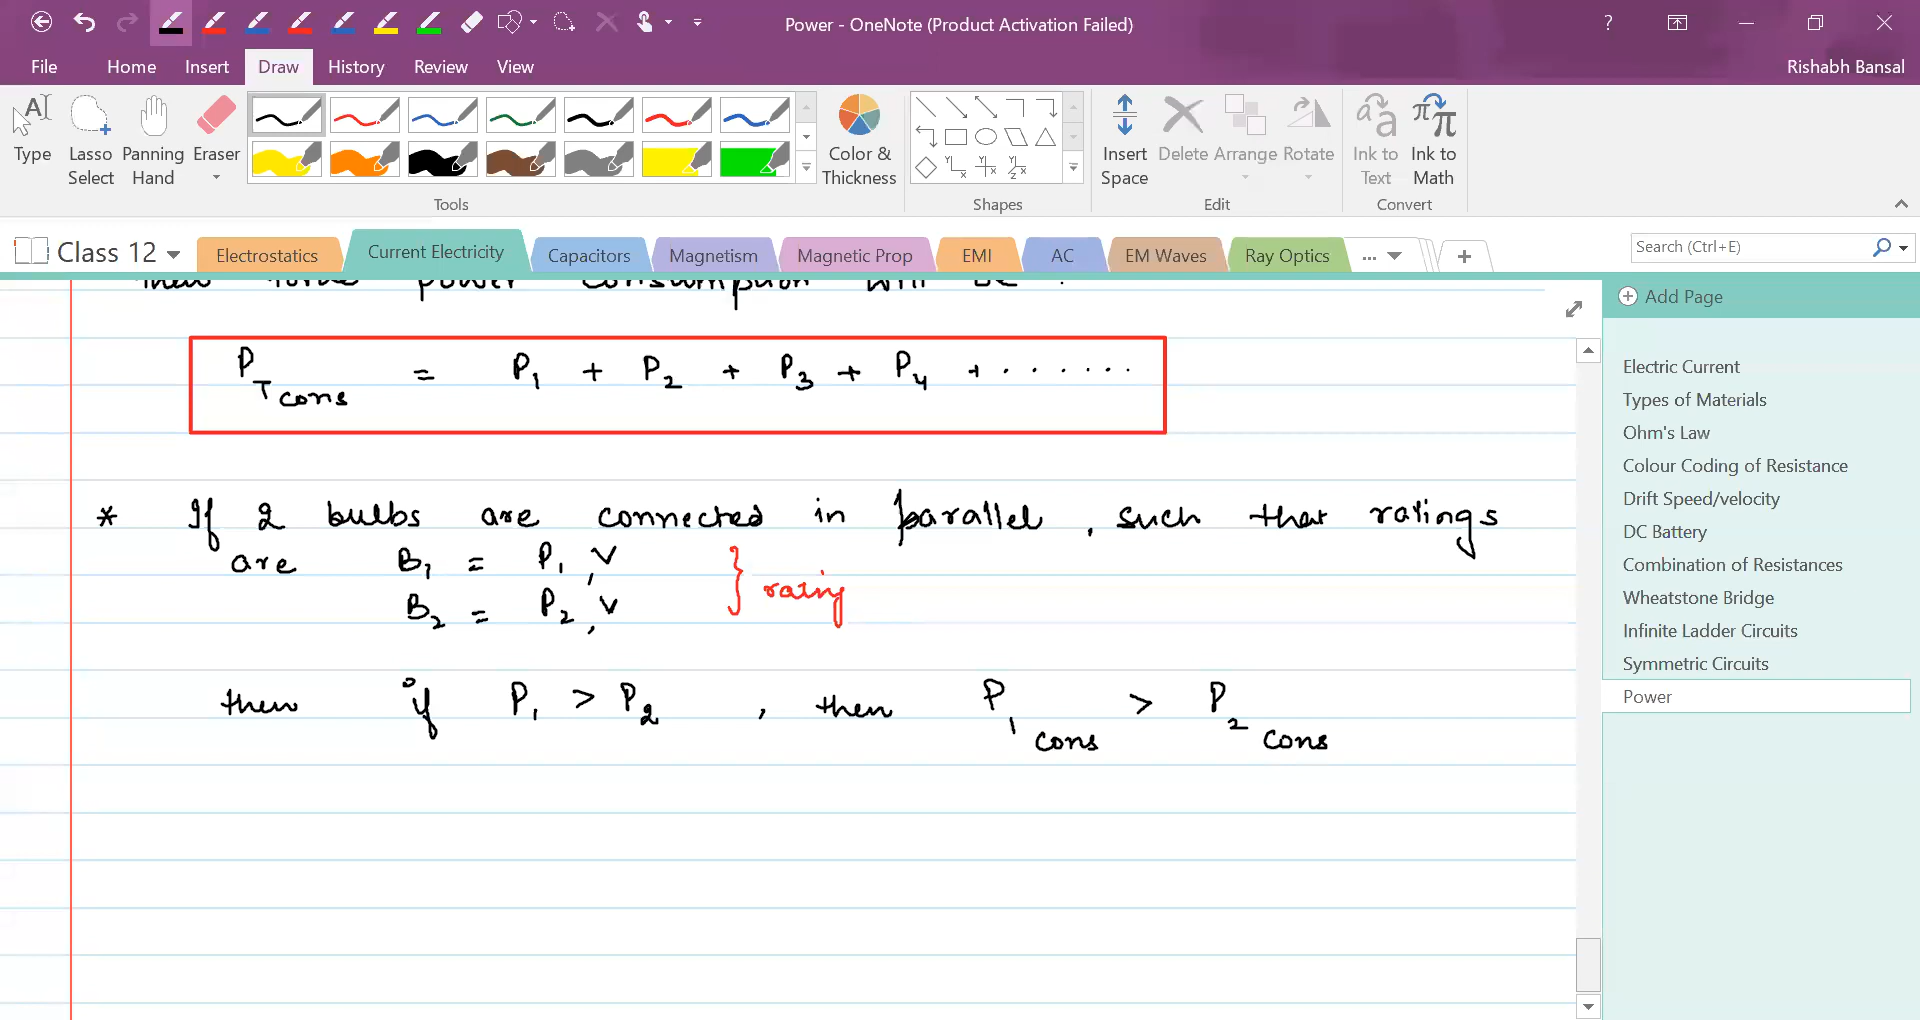 Power - OneNote (Product Activation Failed)
?
File Home Insert Draw History Review View
Rishabh Bansal
Type
Lasso Select
Panning Hand
Eraser
Color & Thickness
Insert Space
Delete Arrange Rotate
Ink to Text
Ink to Math
Tools Shapes Edit Convert
Class 12
Electrostatics Current Electricity Capacitors Magnetism Magnetic Prop EMI AC EM Waves Ray Optics ... +
Search (Ctrl+E)
Add Page
Electric Current
Types of Materials
Ohm's Law
Colour Coding of Resistance
Drift Speed/velocity
DC Battery
Combination of Resistances
Wheatstone Bridge
Infinite Ladder Circuits
Symmetric Circuits
Power
power consumption will be :
P_T cons = P1 + P2 + P3 + P4 + . . . . . .
* If 2 bulbs are connected in parallel, such that ratings
are B1 = P1, V
B2 = P2, V } rating
then if P1 > P2 , then P1 cons > P2 cons